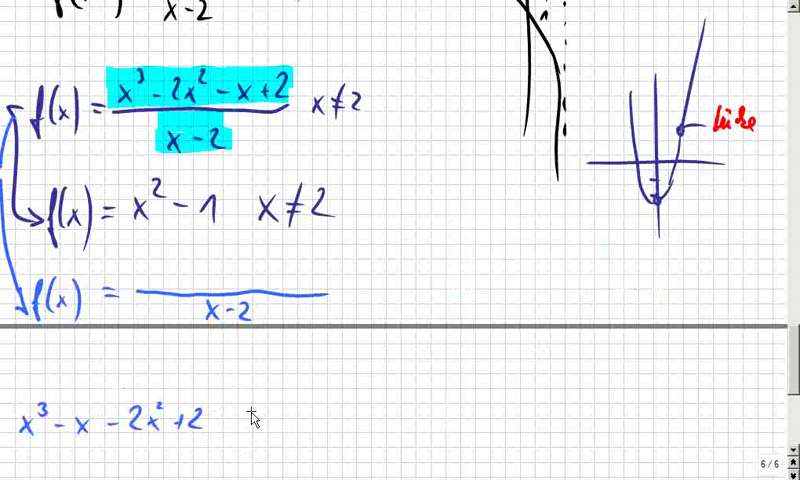 x-2
f(x) = (x³ - 2x² - x + 2)/(x - 2) x ≠ 2
Lücke
f(x) = x² - 1 x ≠ 2
f(x) = ―/(x - 2)
x³ - x - 2x² + 2
6 / 6